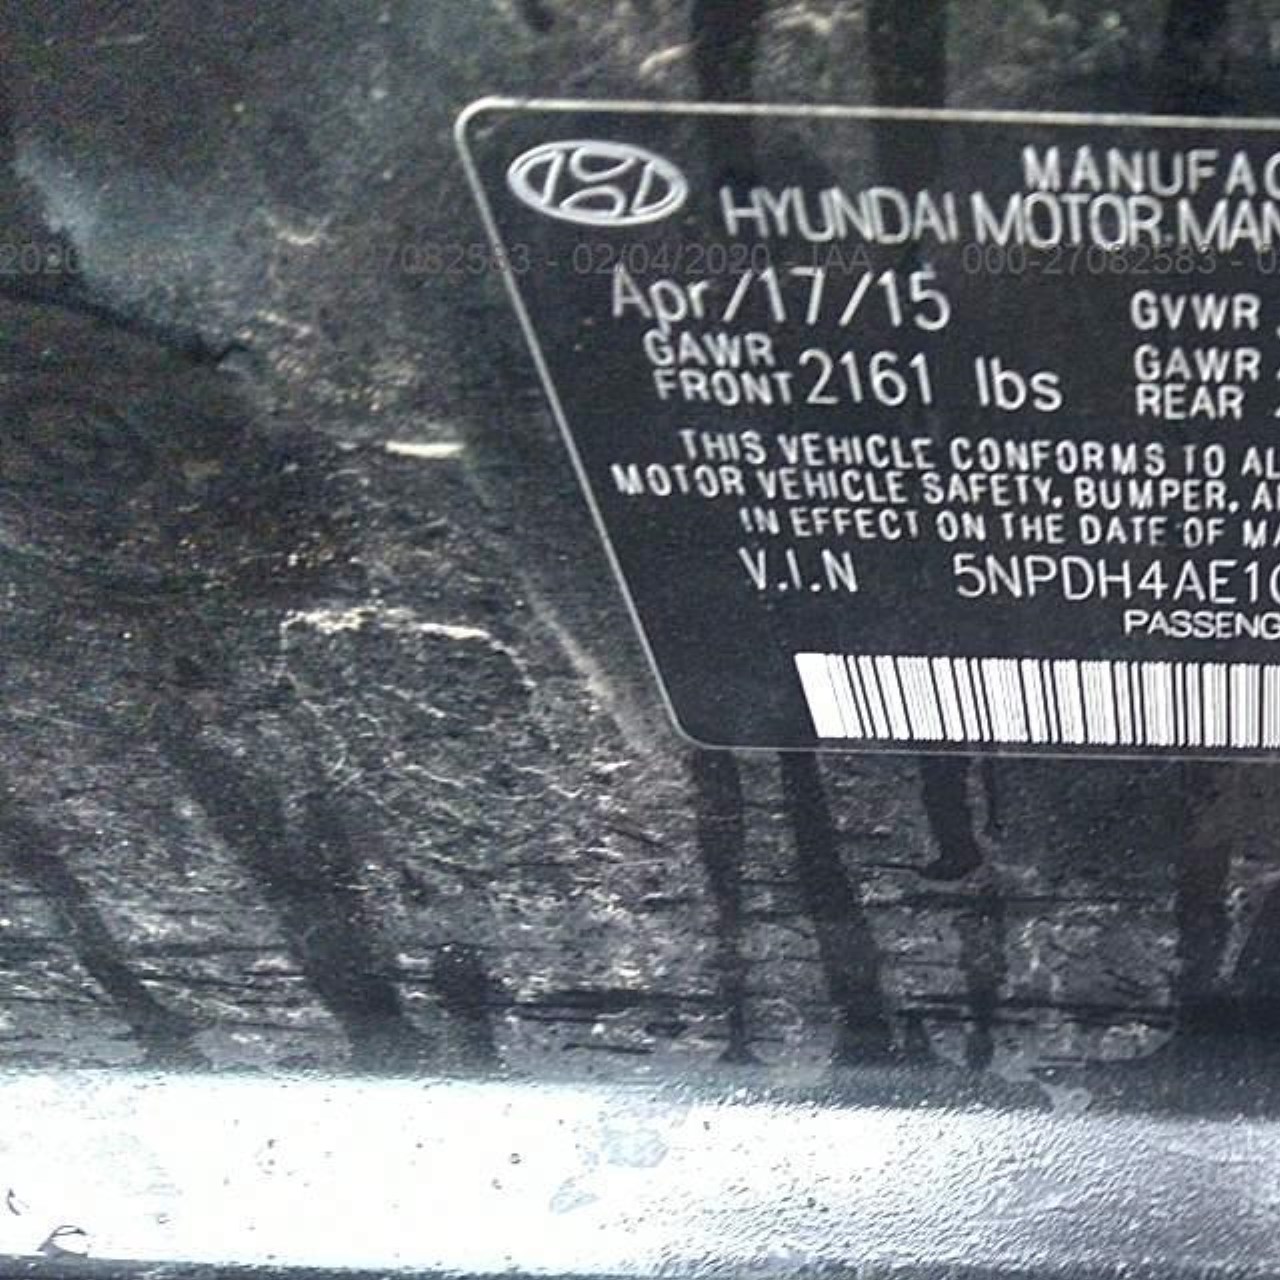 MANUFAC
HYUNDAI MOTOR MAN
2020 27082583 - 02/04/2020 - IAA 000-27082583 - 0
Apr/17/15 GVWR
GAWR FRONT 2161 lbs GAWR REAR
THIS VEHICLE CONFORMS TO AL
MOTOR VEHICLE SAFETY, BUMPER, A
IN EFFECT ON THE DATE OF MA
V.I.N 5NPDH4AE1
PASSENG